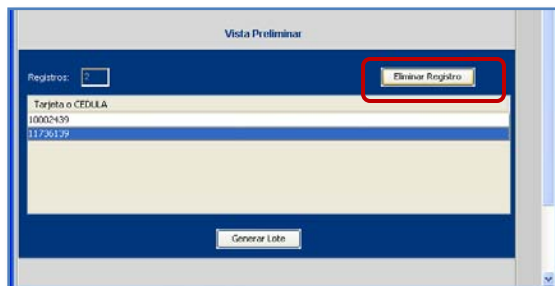 Vista Preliminar
Registros: 2
Eliminar Registro
Tarjeta o CEDULA
10002439
11736139
Generar Lote